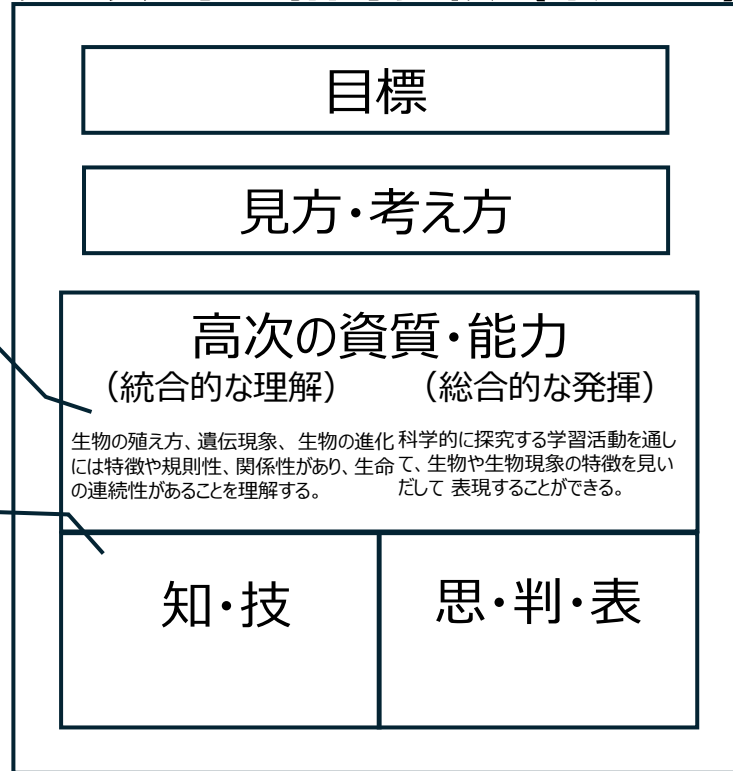 目標
見方・考え方
高次の資質・能力
（統合的な理解）
（総合的な発揮）
生物の殖え方、遺伝現象、 生物の進化
には特徴や規則性、関係性があり、生命
の連続性があることを理解する。
科学的に探究する学習活動を通し
て、生物や生物現象の特徴を見い
だして 表現することができる。
知・技
思・判・表